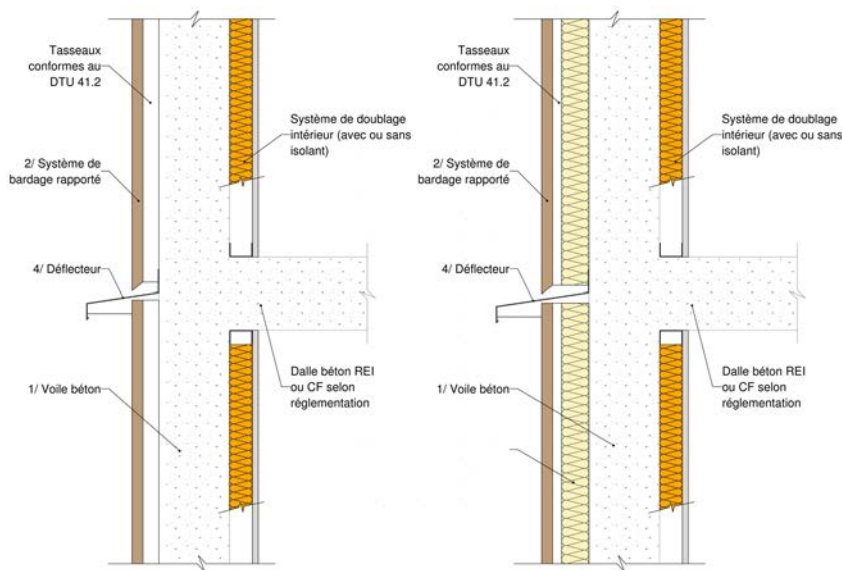 Tasseaux
conformes au
DTU 41.2
Système de doublage
intérieur (avec ou sans
isolant)
2/ Système de
bardage rapporté
4/ Déflecteur
Dalle béton REI
ou CF selon
réglementation
1/ Voile béton
Tasseaux
conformes au
DTU 41.2
Système de doublage
intérieur (avec ou sans
isolant)
2/ Système de
bardage rapporté
4/ Déflecteur
Dalle béton REI
ou CF selon
réglementation
1/ Voile béton